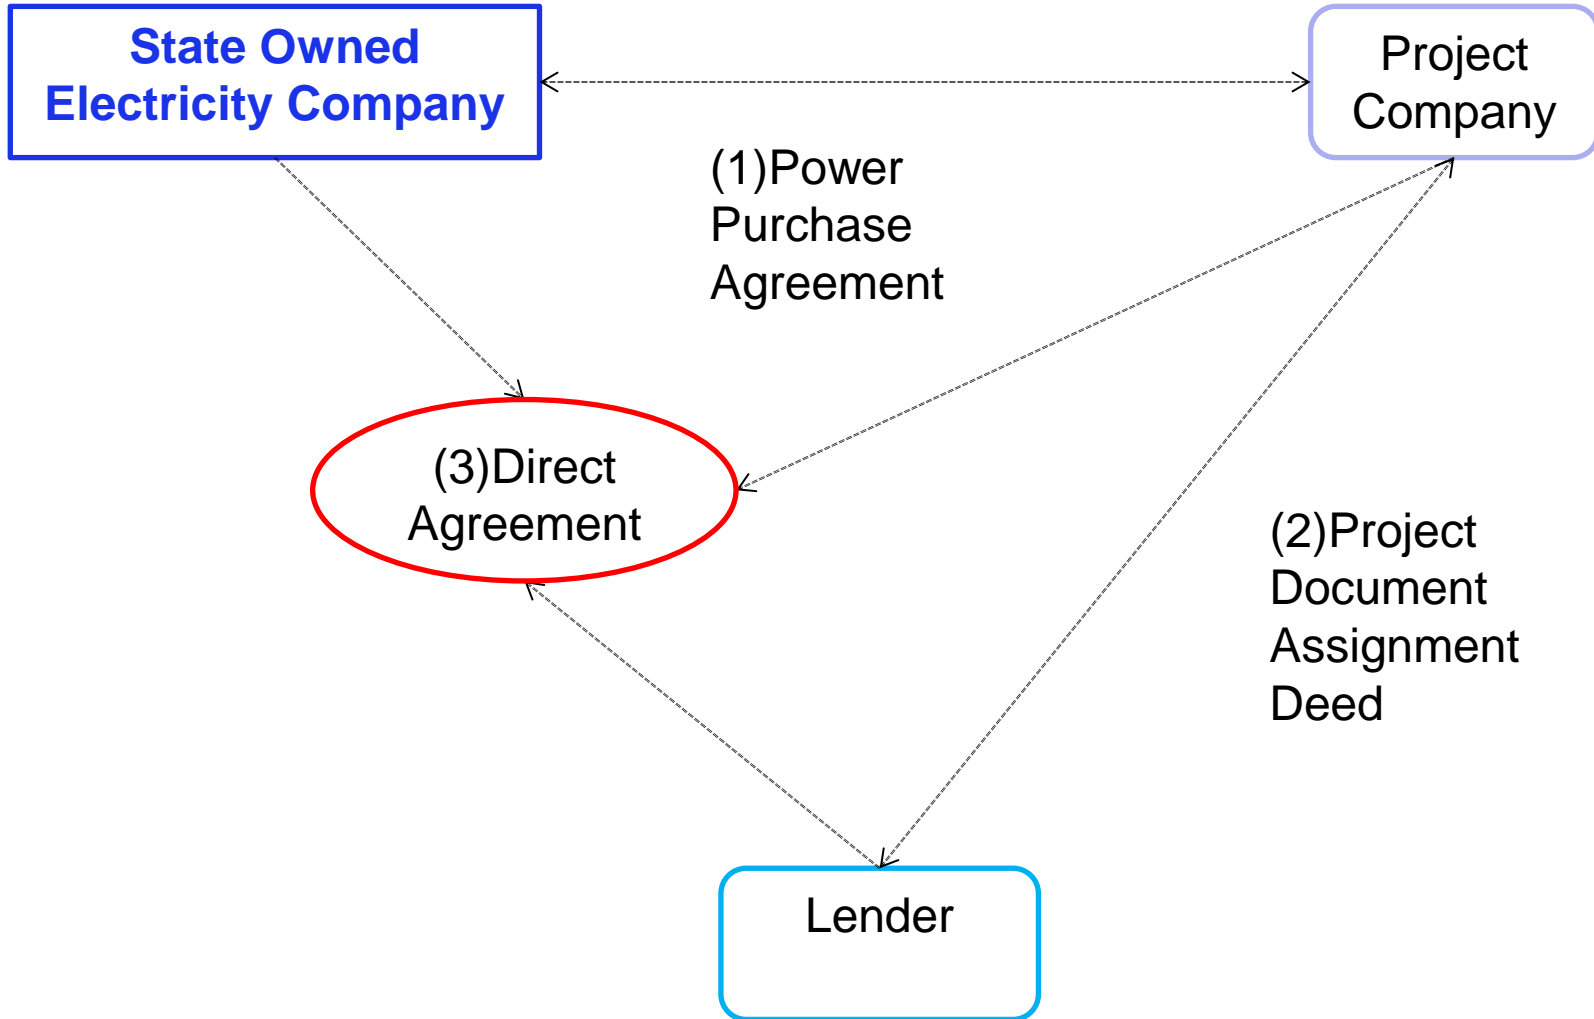 State Owned
Electricity Company
Project
Company
(1)Power
Purchase
Agreement
(3)Direct
Agreement
(2)Project
Document
Assignment
Deed
Lender